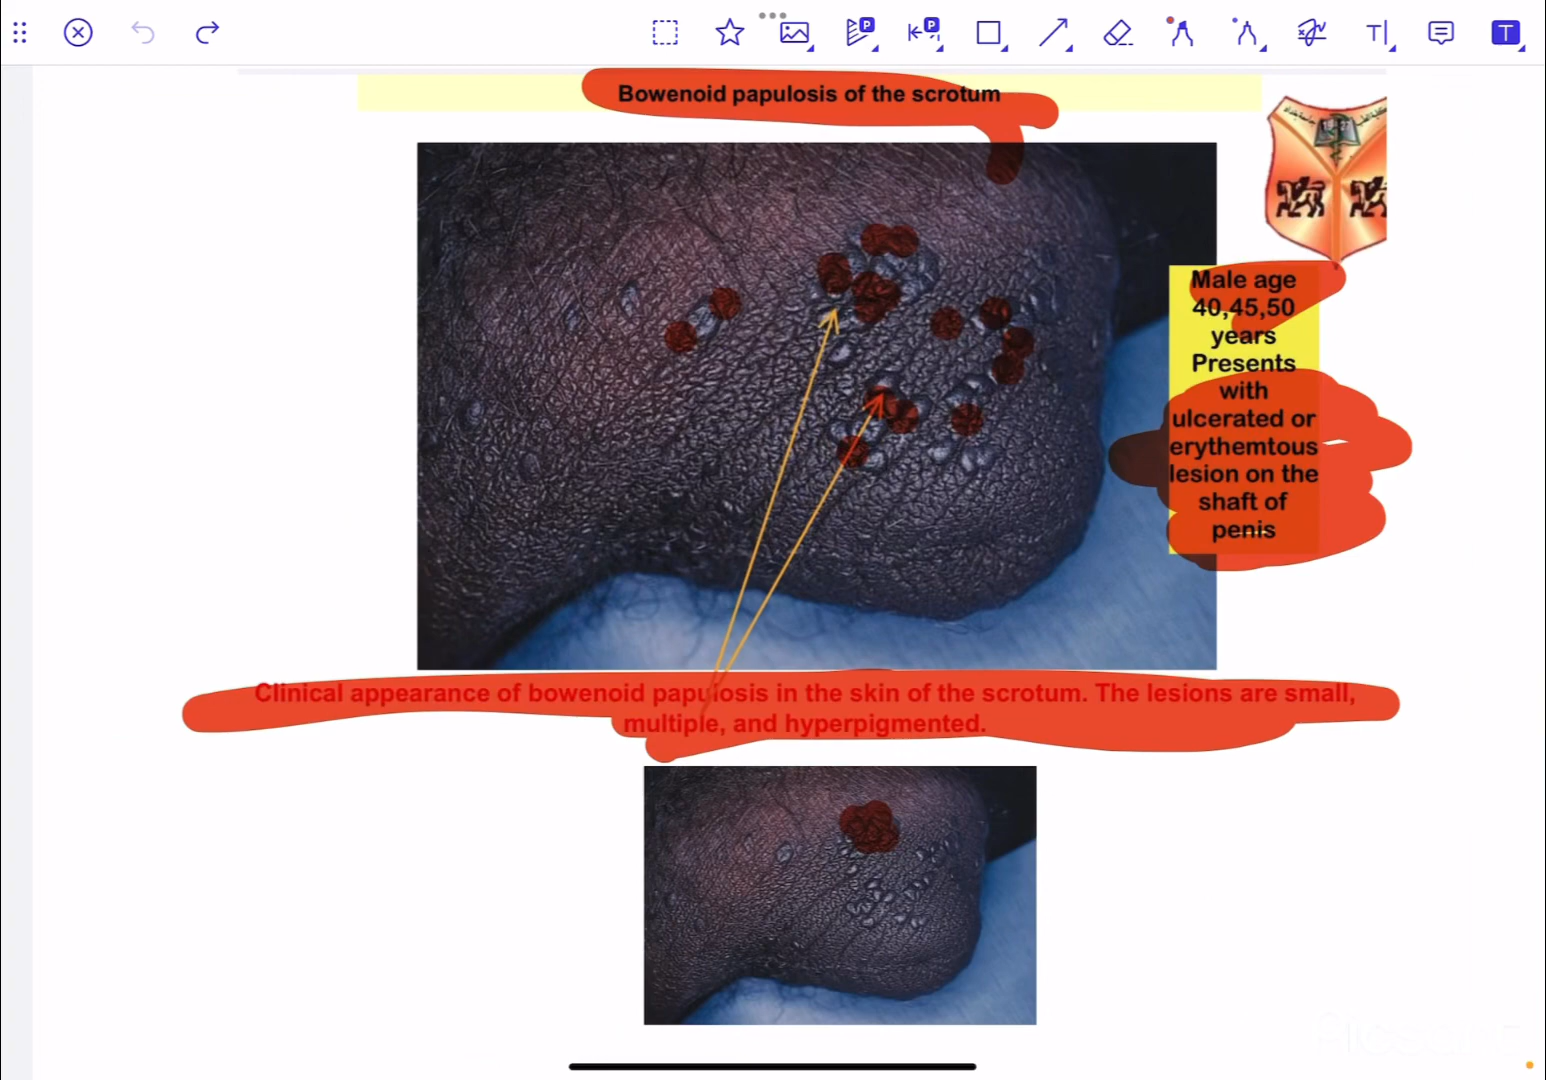 Bowenoid papulosis of the scrotum
Male age
40,45,50
years
Presents
with
ulcerated or
erythemtous
lesion on the
shaft of
penis
Clinical appearance of bowenoid papulosis in the skin of the scrotum. The lesions are small,
multiple, and hyperpigmented.